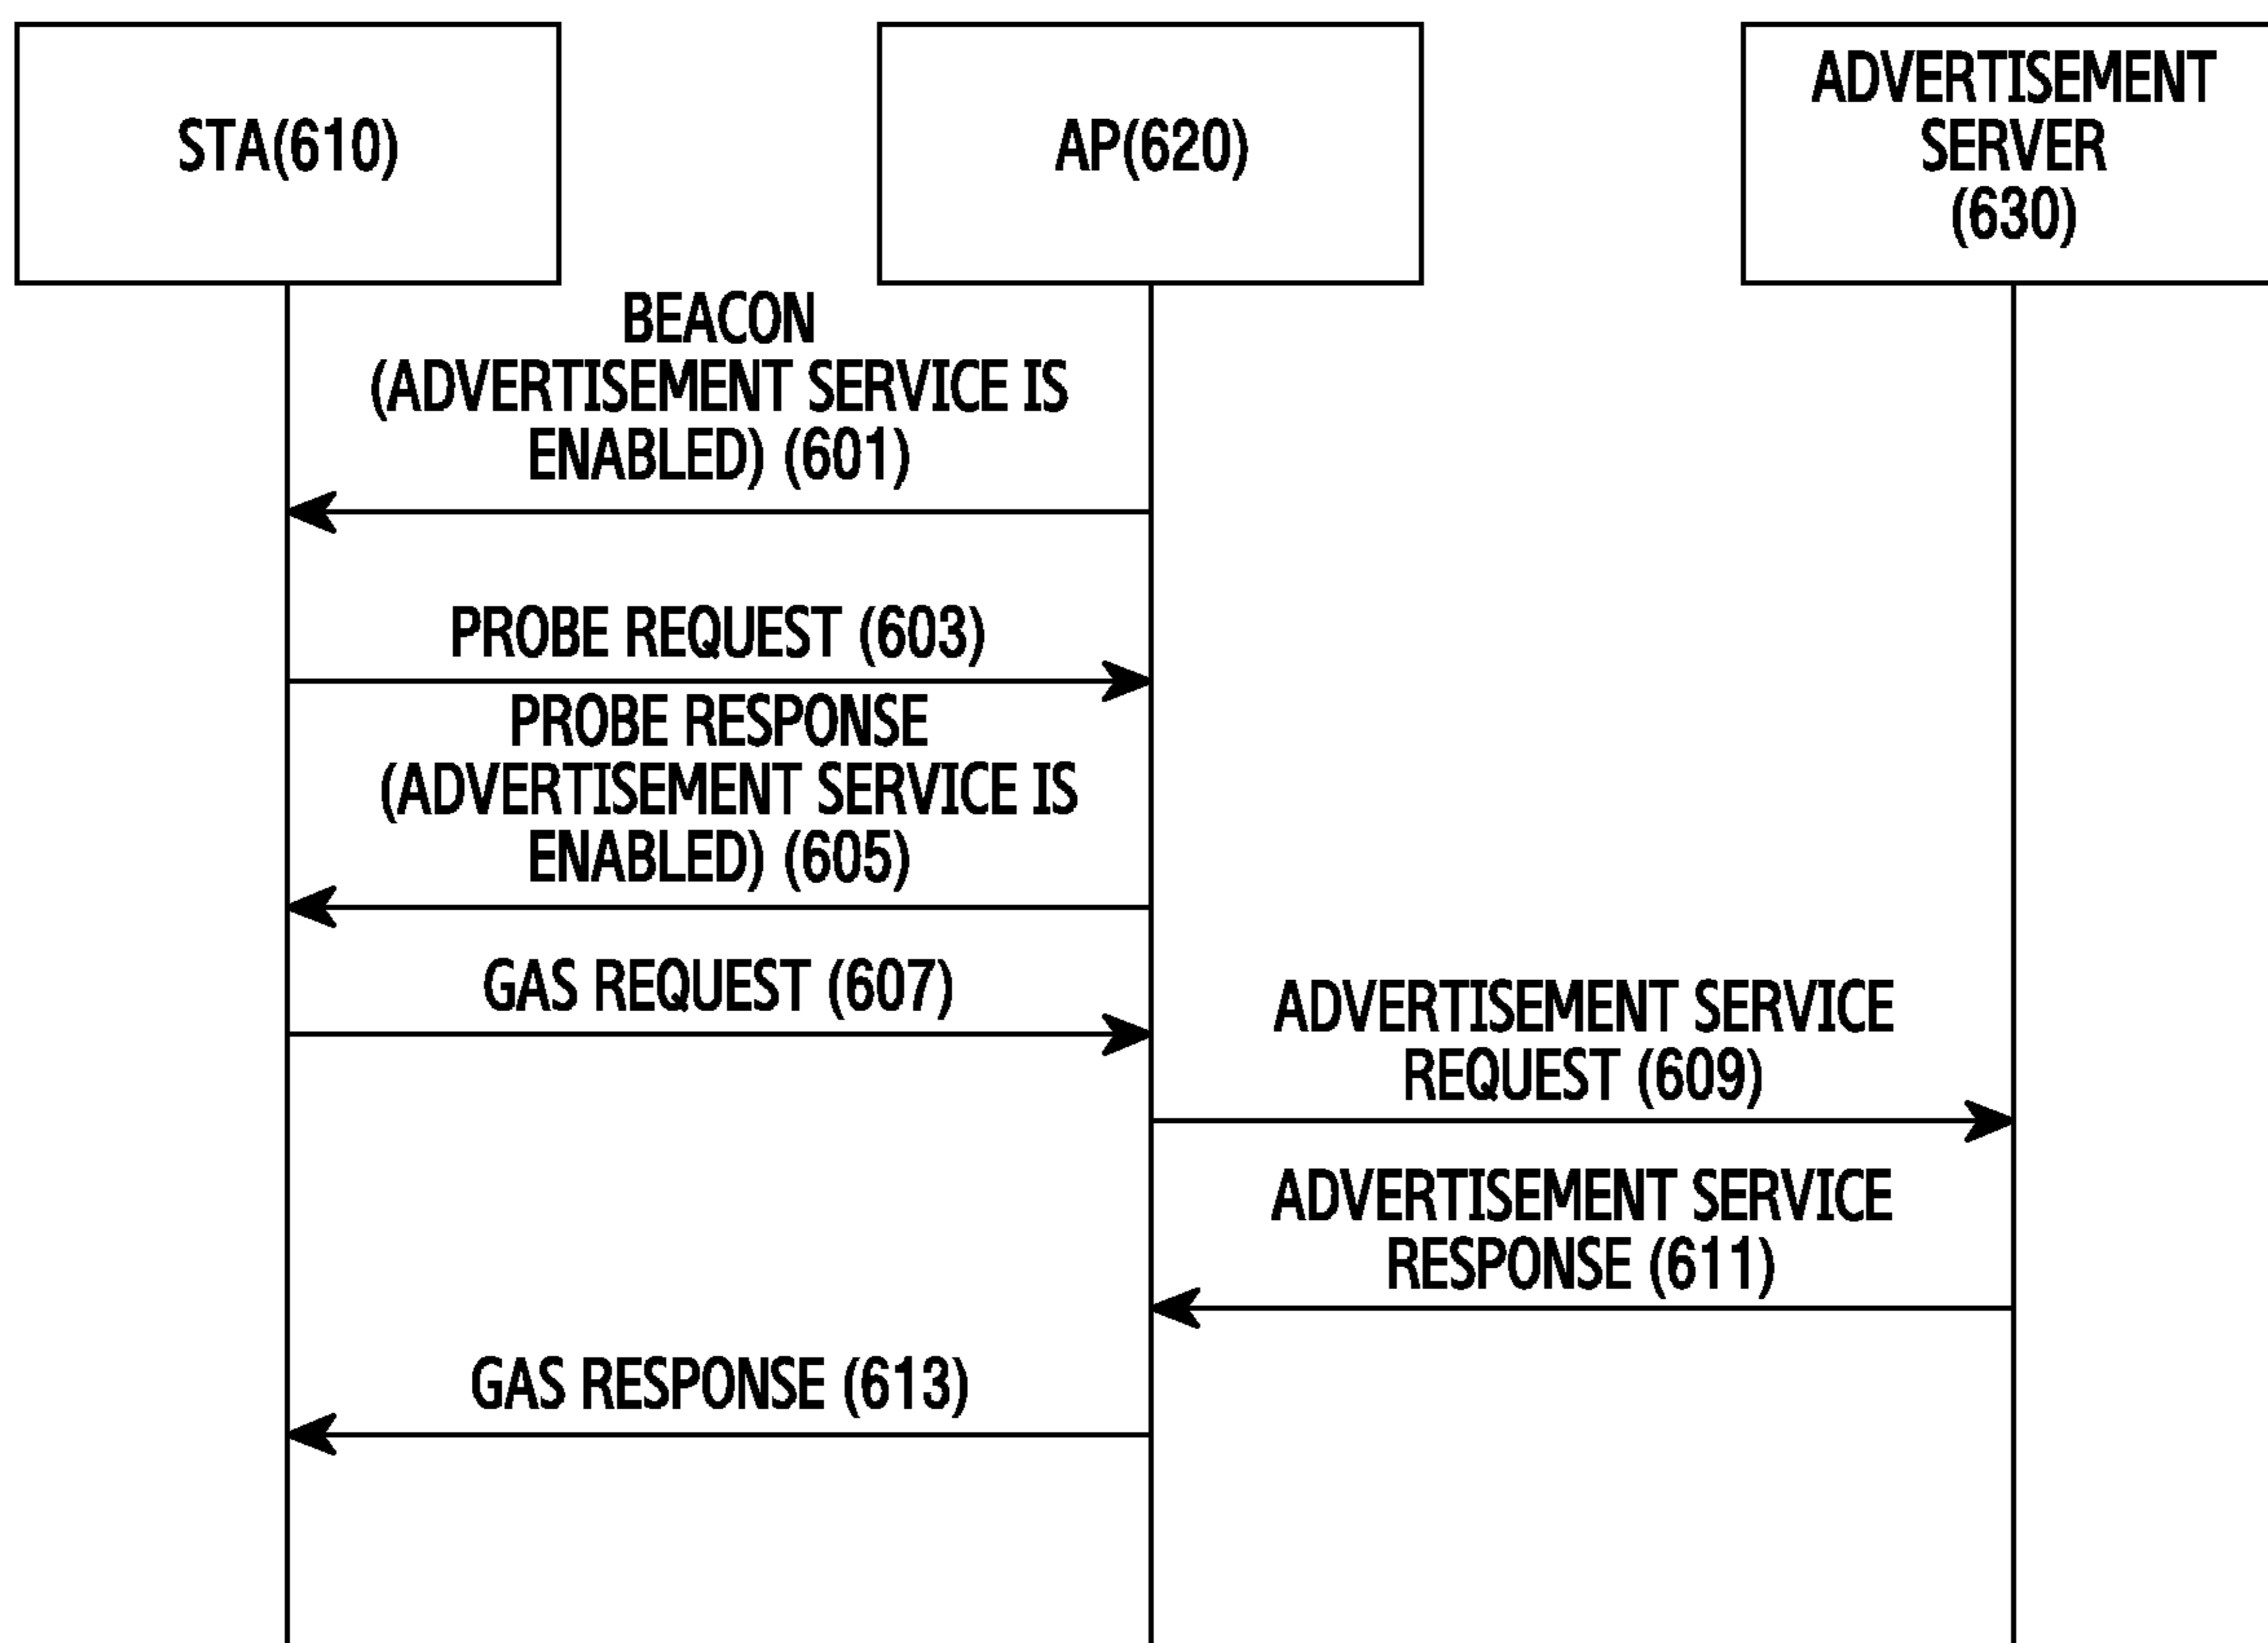 STA(610)
AP(620)
ADVERTISEMENT
SERVER
(630)
BEACON
(ADVERTISEMENT SERVICE IS
ENABLED) (601)
PROBE REQUEST (603)
PROBE RESPONSE
(ADVERTISEMENT SERVICE IS
ENABLED) (605)
GAS REQUEST (607)
ADVERTISEMENT SERVICE
REQUEST (609)
ADVERTISEMENT SERVICE
RESPONSE (611)
GAS RESPONSE (613)